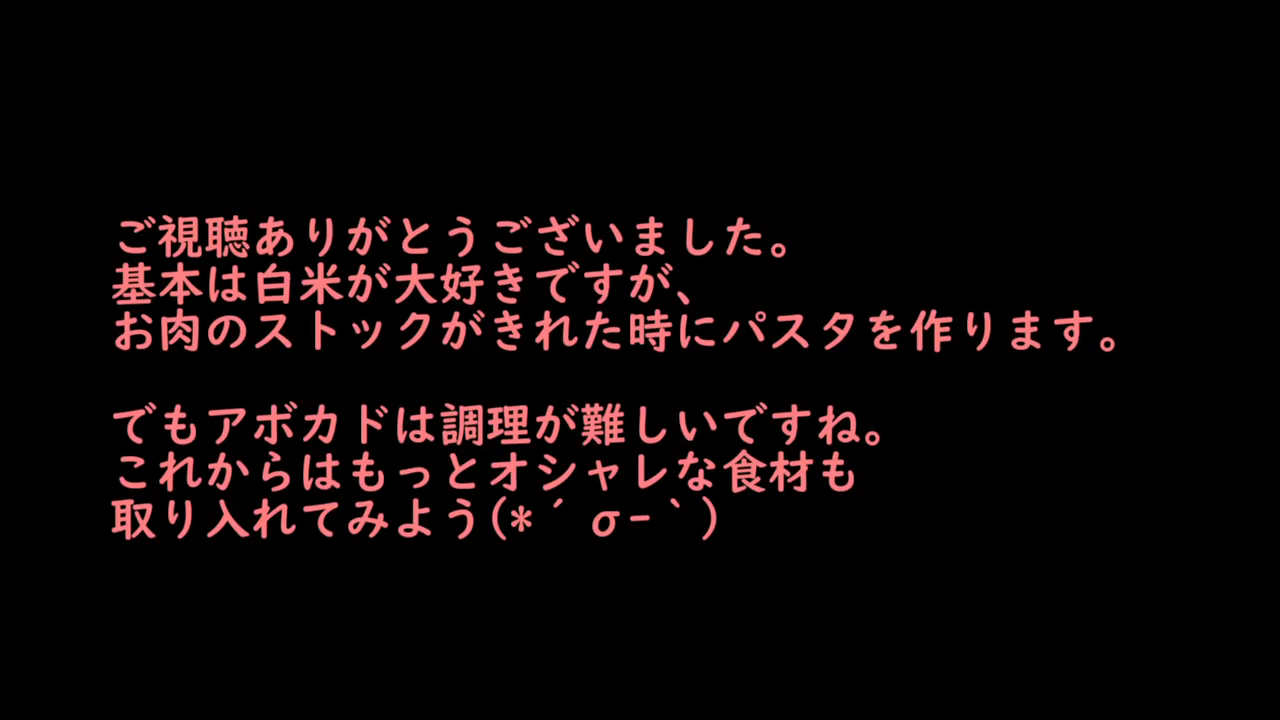 ご視聴ありがとうございました。
基本は白米が大好きですが、
お肉のストックがきれた時にパスタを作ります。
でもアボカドは調理が難しいですね。
これからはもっとオシャレな食材も
取り入れてみよう(*´σｰ｀)